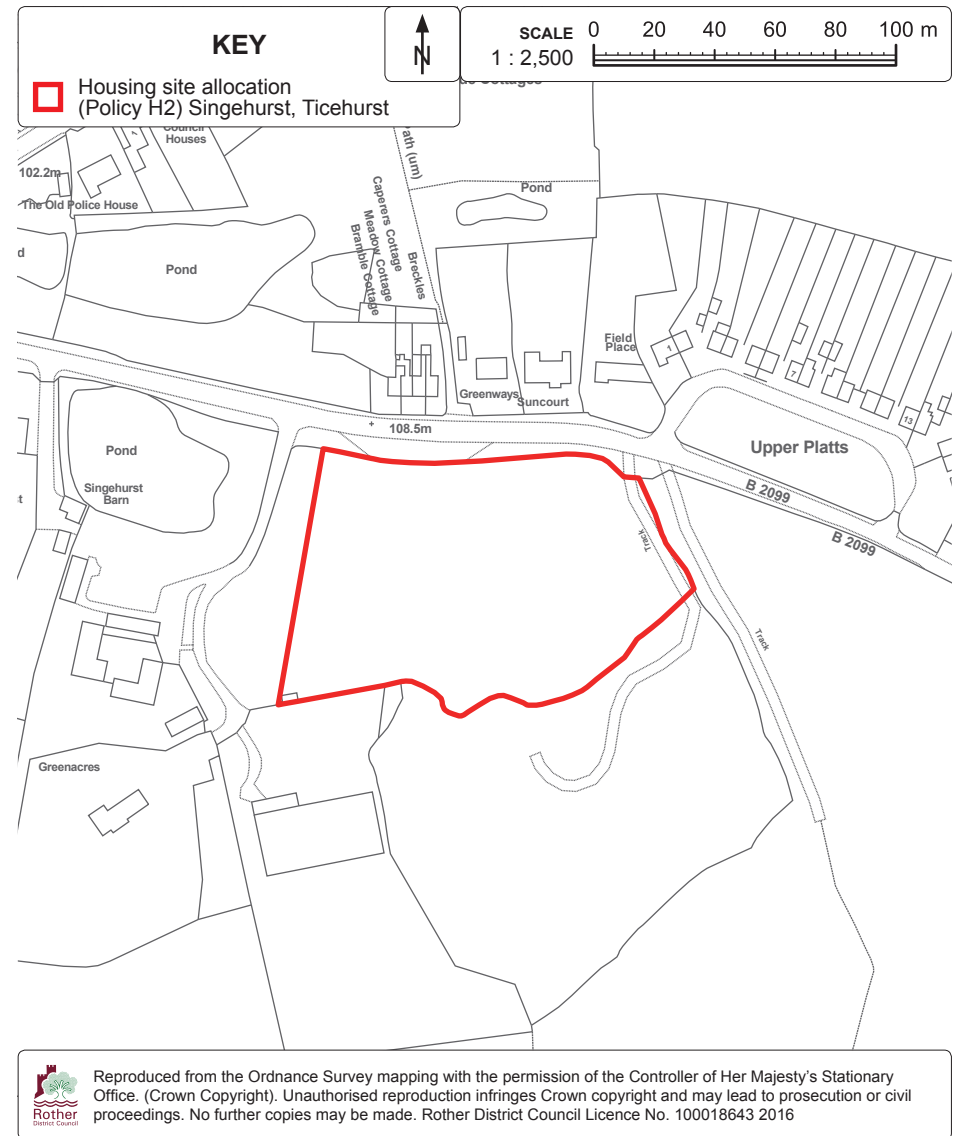 KEY
Housing site allocation
(Policy H2) Singehurst, Ticehurst
N
SCALE
1 : 2,500
0 20 40 60 80 100 m
Cottages
Council
Houses
1
102.2m
The Old Police House
d
Pond
Path (um)
Pond
Caperers Cottage
Meadow Cottage
Bramble Cottage
Breckles
Field
Place
1
7
13
Greenways
Suncourt
108.5m
Upper Platts
Pond
Singehurst
Barn
t
B 2099
B 2099
Track
Track
Greenacres
Rother
District Council
Reproduced from the Ordnance Survey mapping with the permission of the Controller of Her Majesty's Stationary
Office. (Crown Copyright). Unauthorised reproduction infringes Crown copyright and may lead to prosecution or civil
proceedings. No further copies may be made. Rother District Council Licence No. 100018643 2016